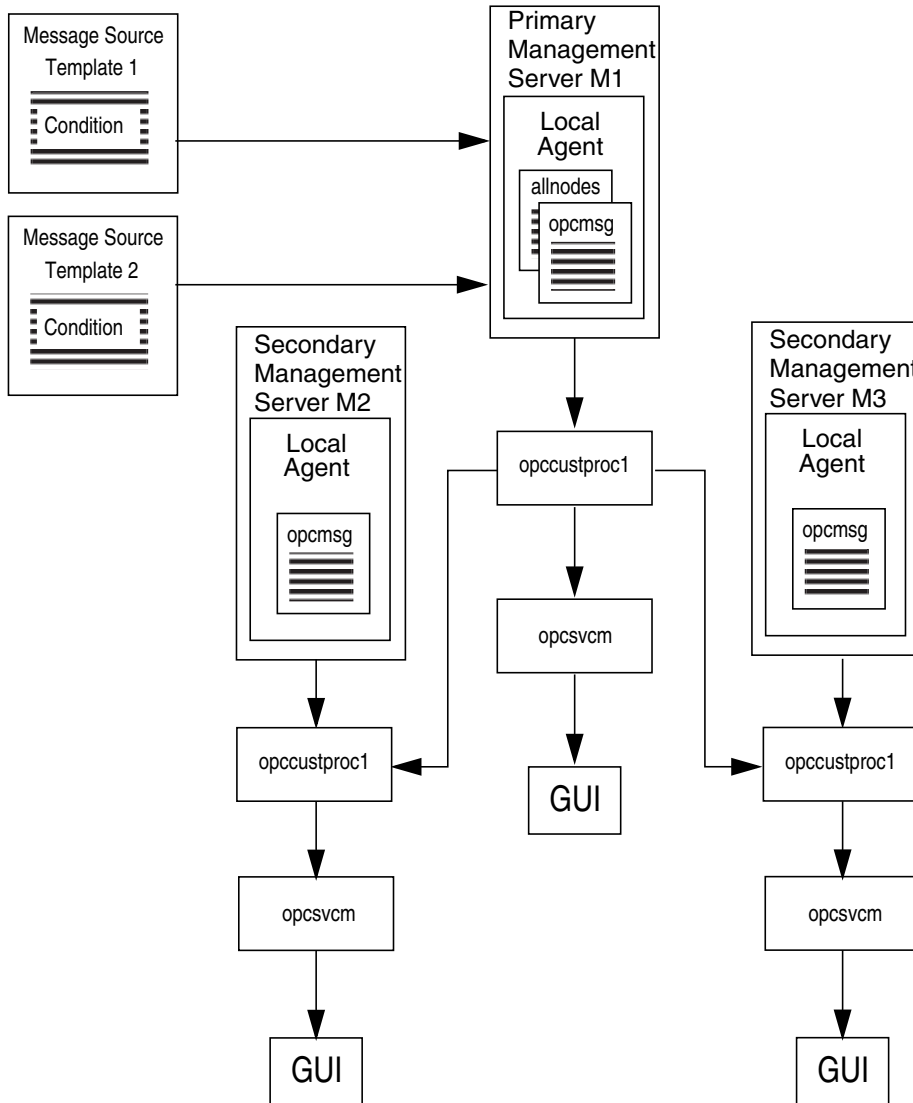 Message Source
Template 1
Condition
Message Source
Template 2
Condition
Primary
Management
Server M1
Local
Agent
allnodes
opcmsg
Secondary
Management
Server M2
Local
Agent
opcmsg
Secondary
Management
Server M3
Local
Agent
opcmsg
opccustproc1
opcsvcm
GUI
opccustproc1
opcsvcm
GUI
opccustproc1
opcsvcm
GUI